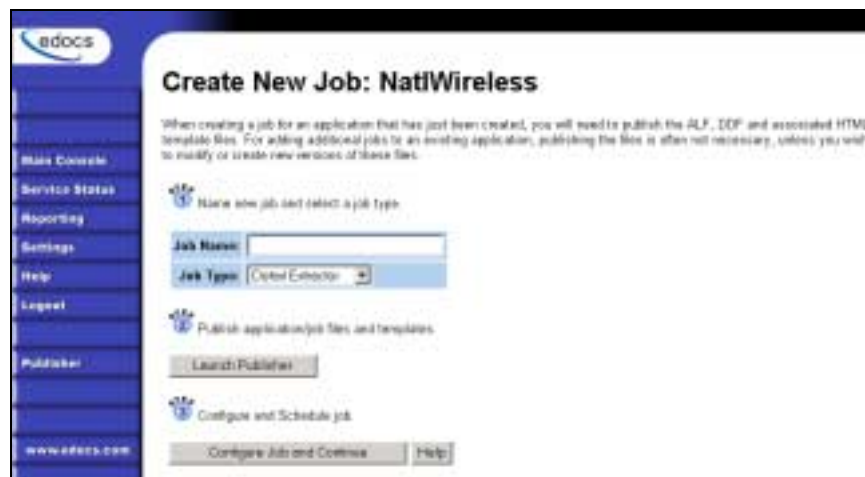 edocs
Create New Job: NatlWireless
When creating a job for an application that has just been created, you will need to publish the ALF, DDF and associated HTML
template files. For adding additional jobs to an existing application, publishing the files is often not necessary, unless you wish
to modify or create new versions of these files.
Main Console
Service Status
Reporting
Settings
Help
Logout
Publisher
www.edocs.com
1
Name new job and select a job type.
Job Name:
Job Type: Detail Extractor
2
Publish application/job files and templates.
Launch Publisher
3
Configure and Schedule job.
Configure Job and Continue
Help